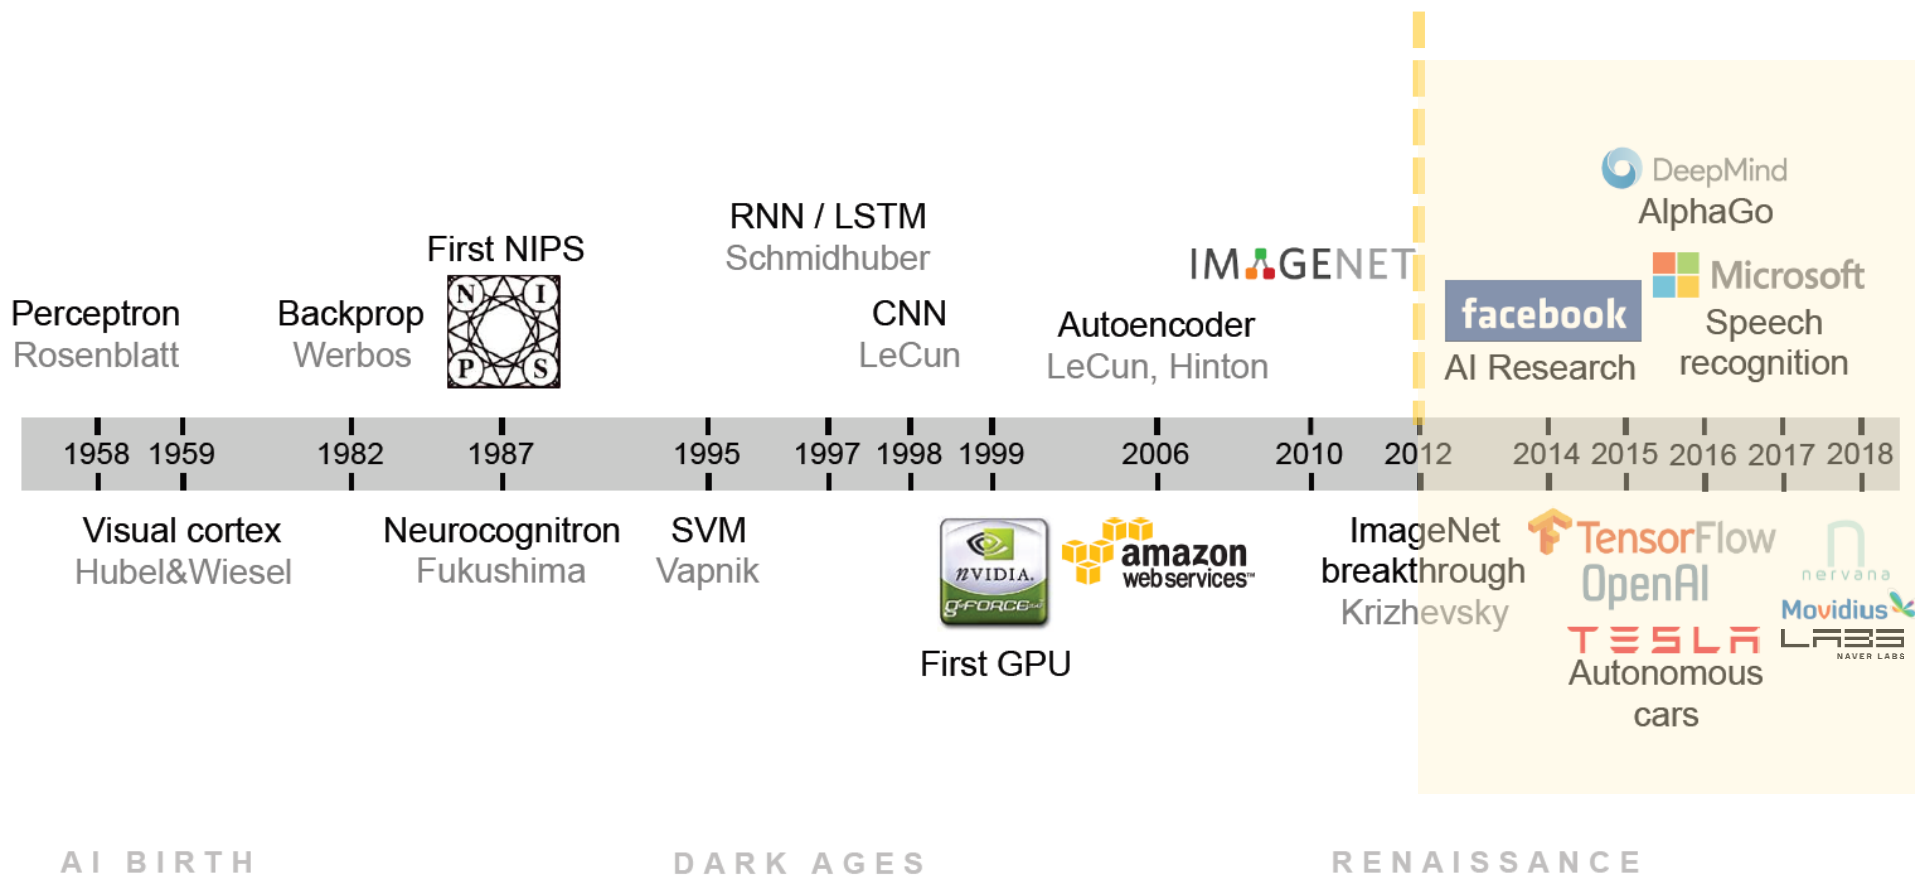 DeepMind
AlphaGo
RNN / LSTM
Schmidhuber
First NIPS
N I
P S
IMAGENET
Microsoft
Speech
recognition
facebook
AI Research
Perceptron
Rosenblatt
Backprop
Werbos
CNN
LeCun
Autoencoder
LeCun, Hinton
1958 1959 1982 1987 1995 1997 1998 1999 2006 2010 2012 2014 2015 2016 2017 2018
Visual cortex
Hubel&Wiesel
Neurocognitron
Fukushima
SVM
Vapnik
NVIDIA.
GFORCE
First GPU
amazon
web services™
ImageNet
breakthrough
Krizhevsky
TensorFlow
OpenAI
TESLA
Autonomous
cars
nervana
Movidius
LABS
NAVER LABS
AI BIRTH
DARK AGES
RENAISSANCE